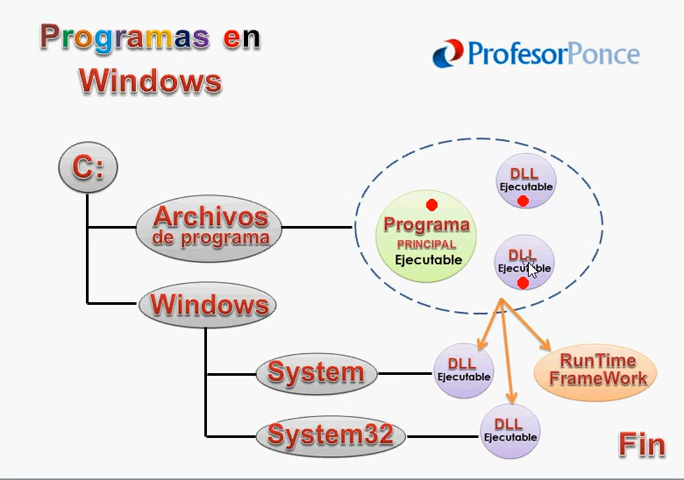 Programas en
Windows
ProfesorPonce
C:
Archivos
de programa
Programa
PRINCIPAL
Ejecutable
DLL
Ejecutable
DLL
Ejecutable
Windows
System
DLL
Ejecutable
RunTime
FrameWork
System32
DLL
Ejecutable
Fin